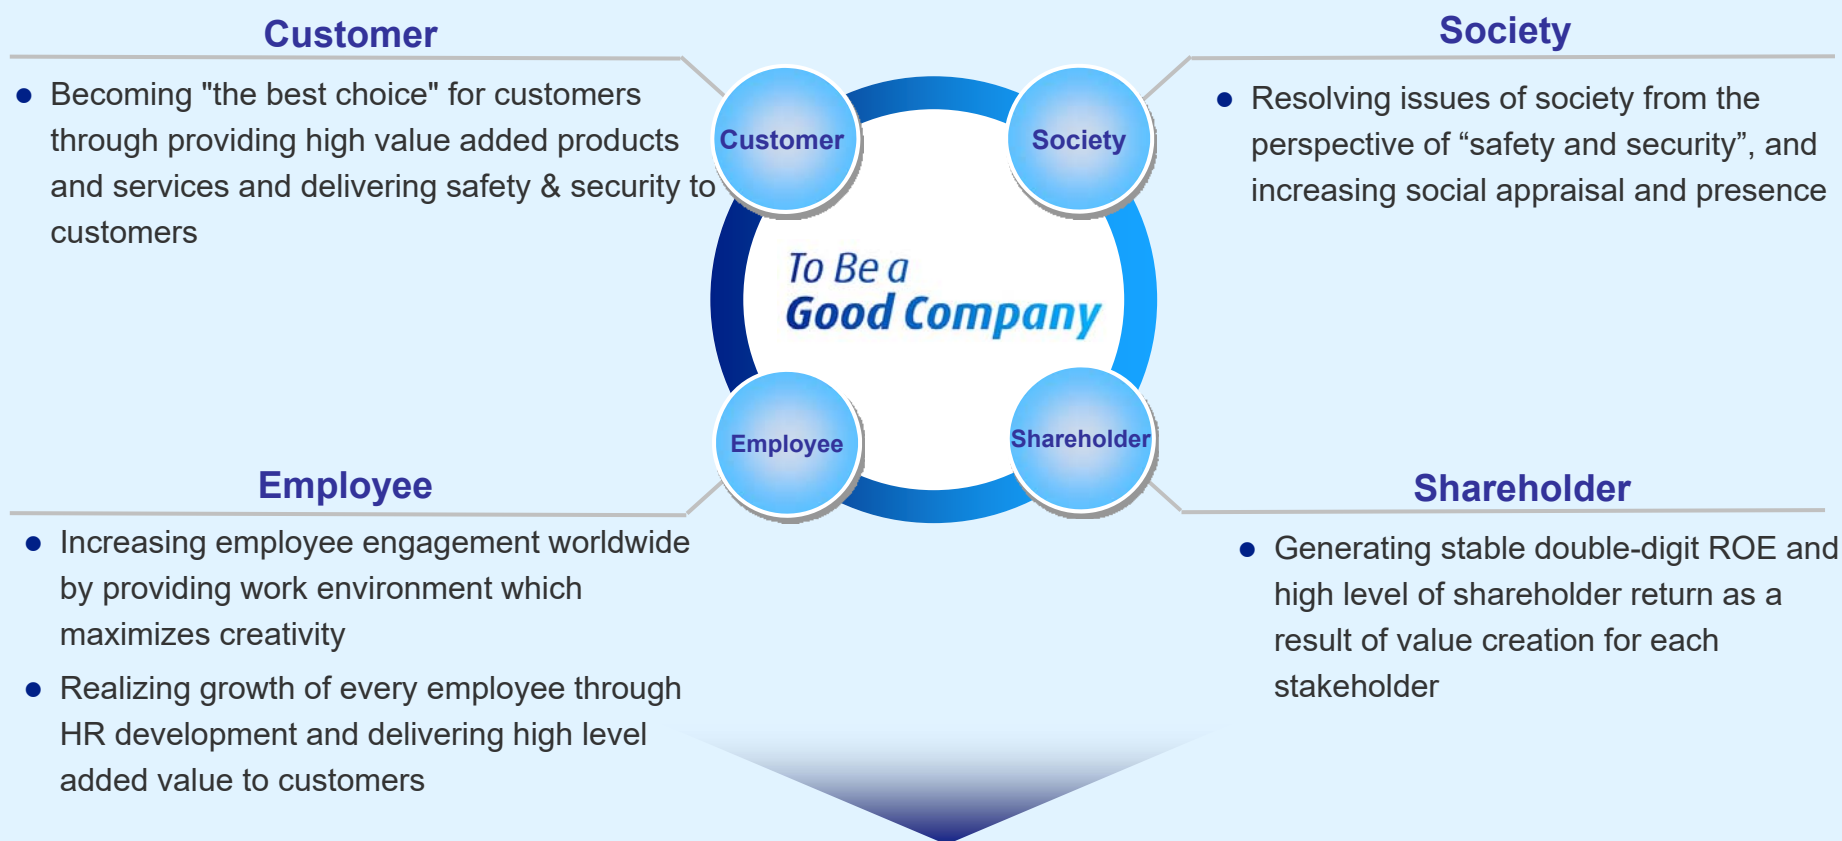 Customer
● Becoming "the best choice" for customers
through providing high value added products
and services and delivering safety & security to
customers
Society
● Resolving issues of society from the
perspective of “safety and security”, and
increasing social appraisal and presence
Customer
Society
To Be a
Good Company
Employee
Shareholder
Employee
● Increasing employee engagement worldwide
by providing work environment which
maximizes creativity
● Realizing growth of every employee through
HR development and delivering high level
added value to customers
Shareholder
● Generating stable double-digit ROE and
high level of shareholder return as a
result of value creation for each
stakeholder